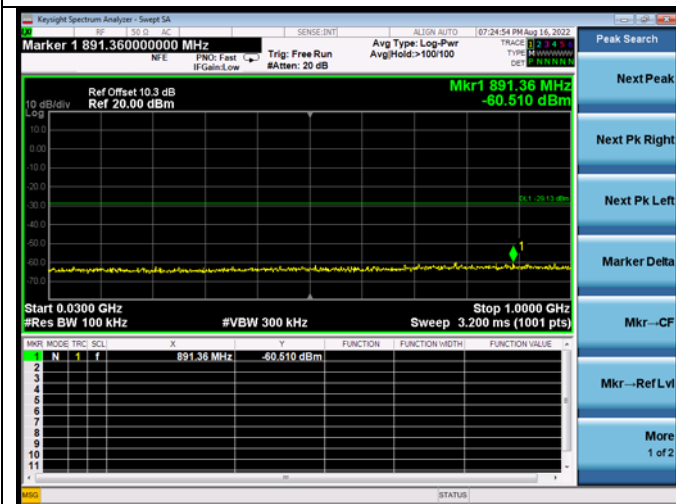 Keysight Spectrum Analyzer - Swept SA
RF 50 Ω AC SENSE:INT ALIGN AUTO 07:24:54 PM Aug 16, 2022
Marker 1 891.360000000 MHz
NFE
PNO: Fast
IFGain:Low
Trig: Free Run
#Atten: 20 dB
Avg Type: Log-Pwr
Avg|Hold:>100/100
TRACE 1 2 3 4 5 6
TYPE M W W W W W
DET P N N N N N
Peak Search
Next Peak
Next Pk Right
Next Pk Left
Marker Delta
Mkr→CF
Mkr→Ref Lvl
More
1 of 2
Mkr1 891.36 MHz
-60.510 dBm
Ref Offset 10.3 dB
10 dB/div Ref 20.00 dBm
Log
10.0
0.00
-10.0
-20.0
-30.0
-40.0
-50.0
-60.0
-70.0
DL1 -29.13 dBm
1
Start 0.0300 GHz Stop 1.0000 GHz
#Res BW 100 kHz #VBW 300 kHz Sweep 3.200 ms (1001 pts)
MKR MODE TRC SCL X Y FUNCTION FUNCTION WIDTH FUNCTION VALUE
1 N 1 f 891.36 MHz -60.510 dBm
2
3
4
5
6
7
8
9
10
11
MSG STATUS